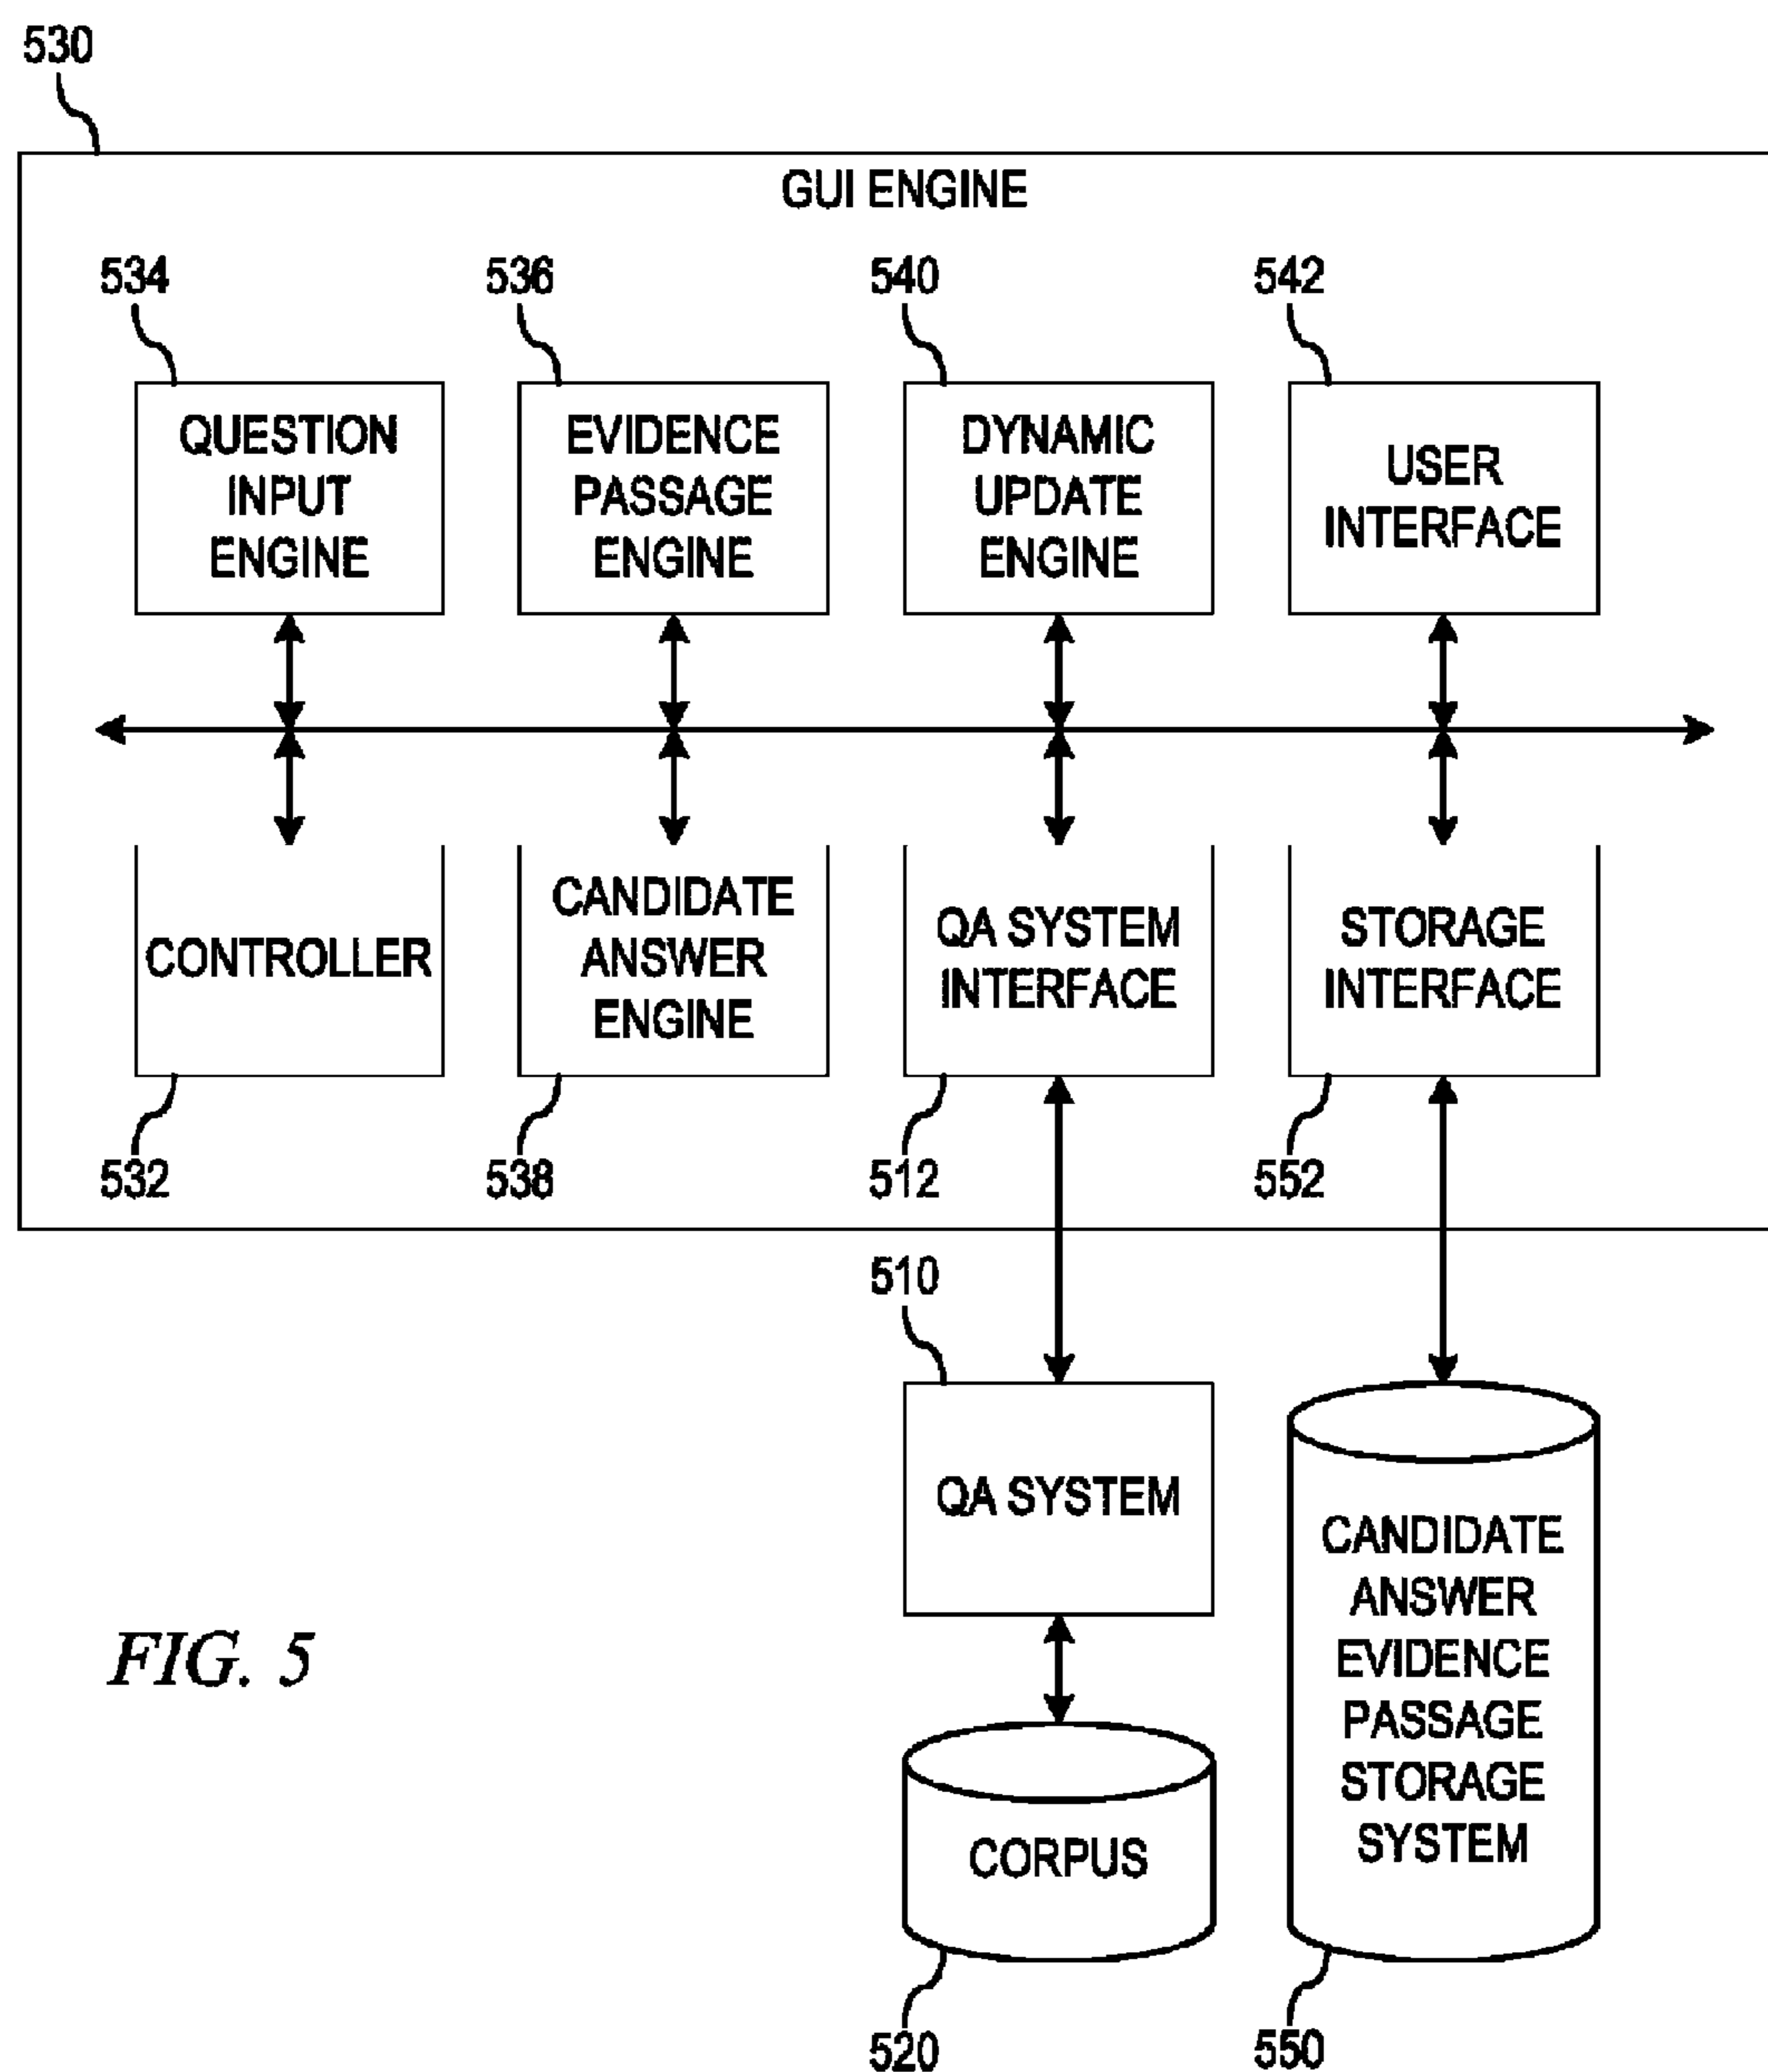 530
GUI ENGINE
534
536
540
542
QUESTION
INPUT
ENGINE
EVIDENCE
PASSAGE
ENGINE
DYNAMIC
UPDATE
ENGINE
USER
INTERFACE
CONTROLLER
CANDIDATE
ANSWER
ENGINE
QA SYSTEM
INTERFACE
STORAGE
INTERFACE
532
538
512
552
510
QA SYSTEM
CANDIDATE
ANSWER
EVIDENCE
PASSAGE
STORAGE
SYSTEM
FIG. 5
CORPUS
520
550